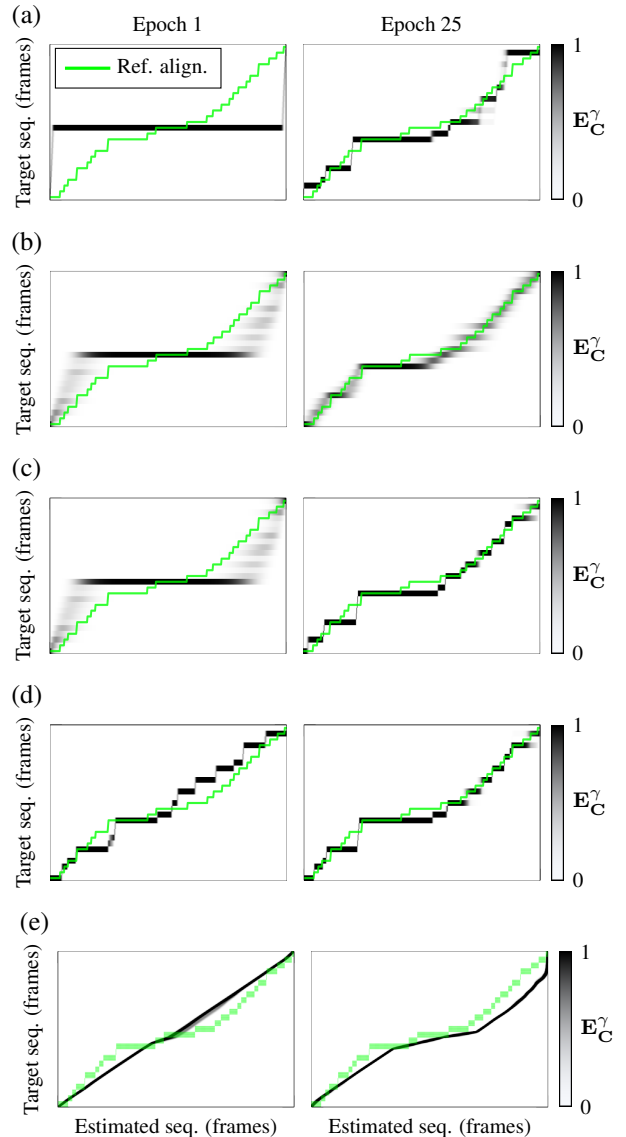 (a)
Epoch 1
Epoch 25
Ref. align.
Target seq. (frames)
1
E_C^γ
0
(b)
Target seq. (frames)
1
E_C^γ
0
(c)
Target seq. (frames)
1
E_C^γ
0
(d)
Target seq. (frames)
1
E_C^γ
0
(e)
Target seq. (frames)
1
E_C^γ
0
Estimated seq. (frames)
Estimated seq. (frames)